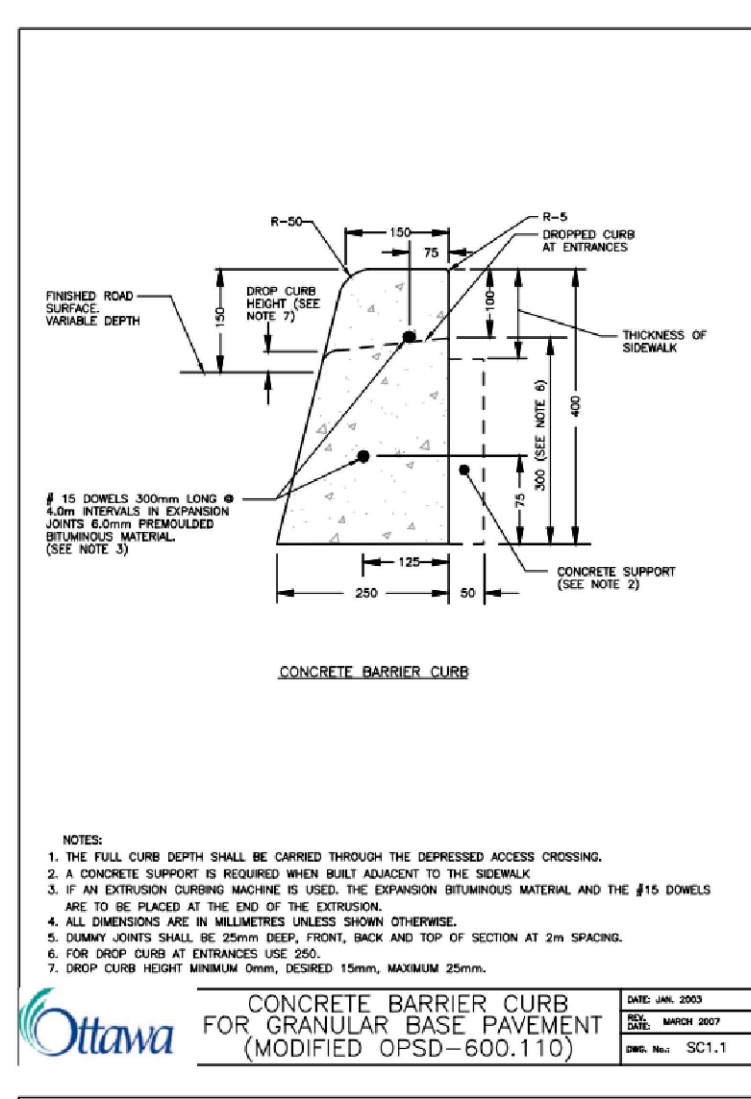 R-50
150
R-5
DROPPED CURB
AT ENTRANCES
75
FINISHED ROAD
SURFACE.
VARIABLE DEPTH
150
DROP CURB
HEIGHT (SEE
NOTE 7)
100
THICKNESS OF
SIDEWALK
300 (SEE NOTE 6)
400
75
# 15 DOWELS 300mm LONG @
4.0m INTERVALS IN EXPANSION
JOINTS 6.0mm PREMOULDED
BITUMINOUS MATERIAL.
(SEE NOTE 3)
125
250
50
CONCRETE SUPPORT
(SEE NOTE 2)
CONCRETE BARRIER CURB
NOTES:
1. THE FULL CURB DEPTH SHALL BE CARRIED THROUGH THE DEPRESSED ACCESS CROSSING.
2. A CONCRETE SUPPORT IS REQUIRED WHEN BUILT ADJACENT TO THE SIDEWALK
3. IF AN EXTRUSION CURBING MACHINE IS USED. THE EXPANSION BITUMINOUS MATERIAL AND THE #15 DOWELS
ARE TO BE PLACED AT THE END OF THE EXTRUSION.
4. ALL DIMENSIONS ARE IN MILLIMETRES UNLESS SHOWN OTHERWISE.
5. DUMMY JOINTS SHALL BE 25mm DEEP, FRONT, BACK AND TOP OF SECTION AT 2m SPACING.
6. FOR DROP CURB AT ENTRANCES USE 250.
7. DROP CURB HEIGHT MINIMUM 0mm, DESIRED 15mm, MAXIMUM 25mm.
Ottawa
CONCRETE BARRIER CURB
FOR GRANULAR BASE PAVEMENT
(MODIFIED OPSD-600.110)
DATE: JAN. 2003
REV. DATE: MARCH 2007
DWG. No.: SC1.1